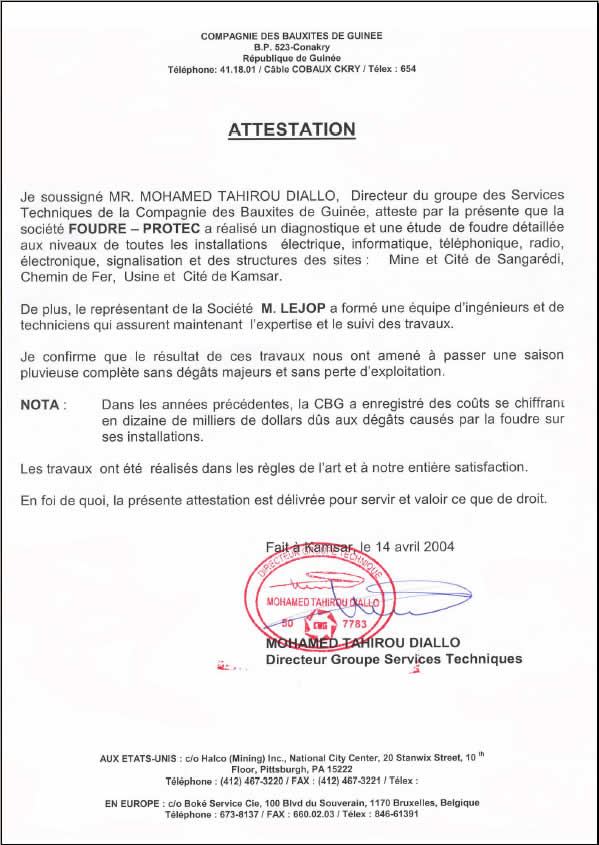 COMPAGNIE DES BAUXITES DE GUINEE
B.P. 523-Conakry
République de Guinée
Téléphone: 41.18.01 / Câble COBAUX CKRY / Télex : 654
ATTESTATION
Je soussigné MR. MOHAMED TAHIROU DIALLO, Directeur du groupe des Services
Techniques de la Compagnie des Bauxites de Guinée, atteste par la présente que la
société FOUDRE – PROTEC a réalisé un diagnostique et une étude de foudre détaillée
aux niveaux de toutes les installations électrique, informatique, téléphonique, radio,
électronique, signalisation et des structures des sites : Mine et Cité de Sangarédi,
Chemin de Fer, Usine et Cité de Kamsar.
De plus, le représentant de la Société M. LEJOP a formé une équipe d'ingénieurs et de
techniciens qui assurent maintenant l'expertise et le suivi des travaux.
Je confirme que le résultat de ces travaux nous ont amené à passer une saison
pluvieuse complète sans dégâts majeurs et sans perte d'exploitation.
NOTA : Dans les années précédentes, la CBG a enregistré des coûts se chiffrant
en dizaine de milliers de dollars dûs aux dégâts causés par la foudre sur
ses installations.
Les travaux ont été réalisés dans les règles de l'art et à notre entière satisfaction.
En foi de quoi, la présente attestation est délivrée pour servir et valoir ce que de droit.
Fait à Kamsar, le 14 avril 2004
DIRECTEUR GROUPE TECHNIQUE
MOHAMED TAHIROU DIALLO
50 CBG 7783
MOHAMED TAHIROU DIALLO
Directeur Groupe Services Techniques
AUX ETATS-UNIS : c/o Halco (Mining) Inc., National City Center, 20 Stanwix Street, 10 th
Floor, Pittsburgh, PA 15222
Téléphone : (412) 467-3220 / FAX : (412) 467-3221 / Télex :
EN EUROPE : c/o Boké Service Cie, 100 Blvd du Souverain, 1170 Bruxelles, Belgique
Téléphone : 673-8137 / FAX : 660.02.03 / Télex : 846-61391